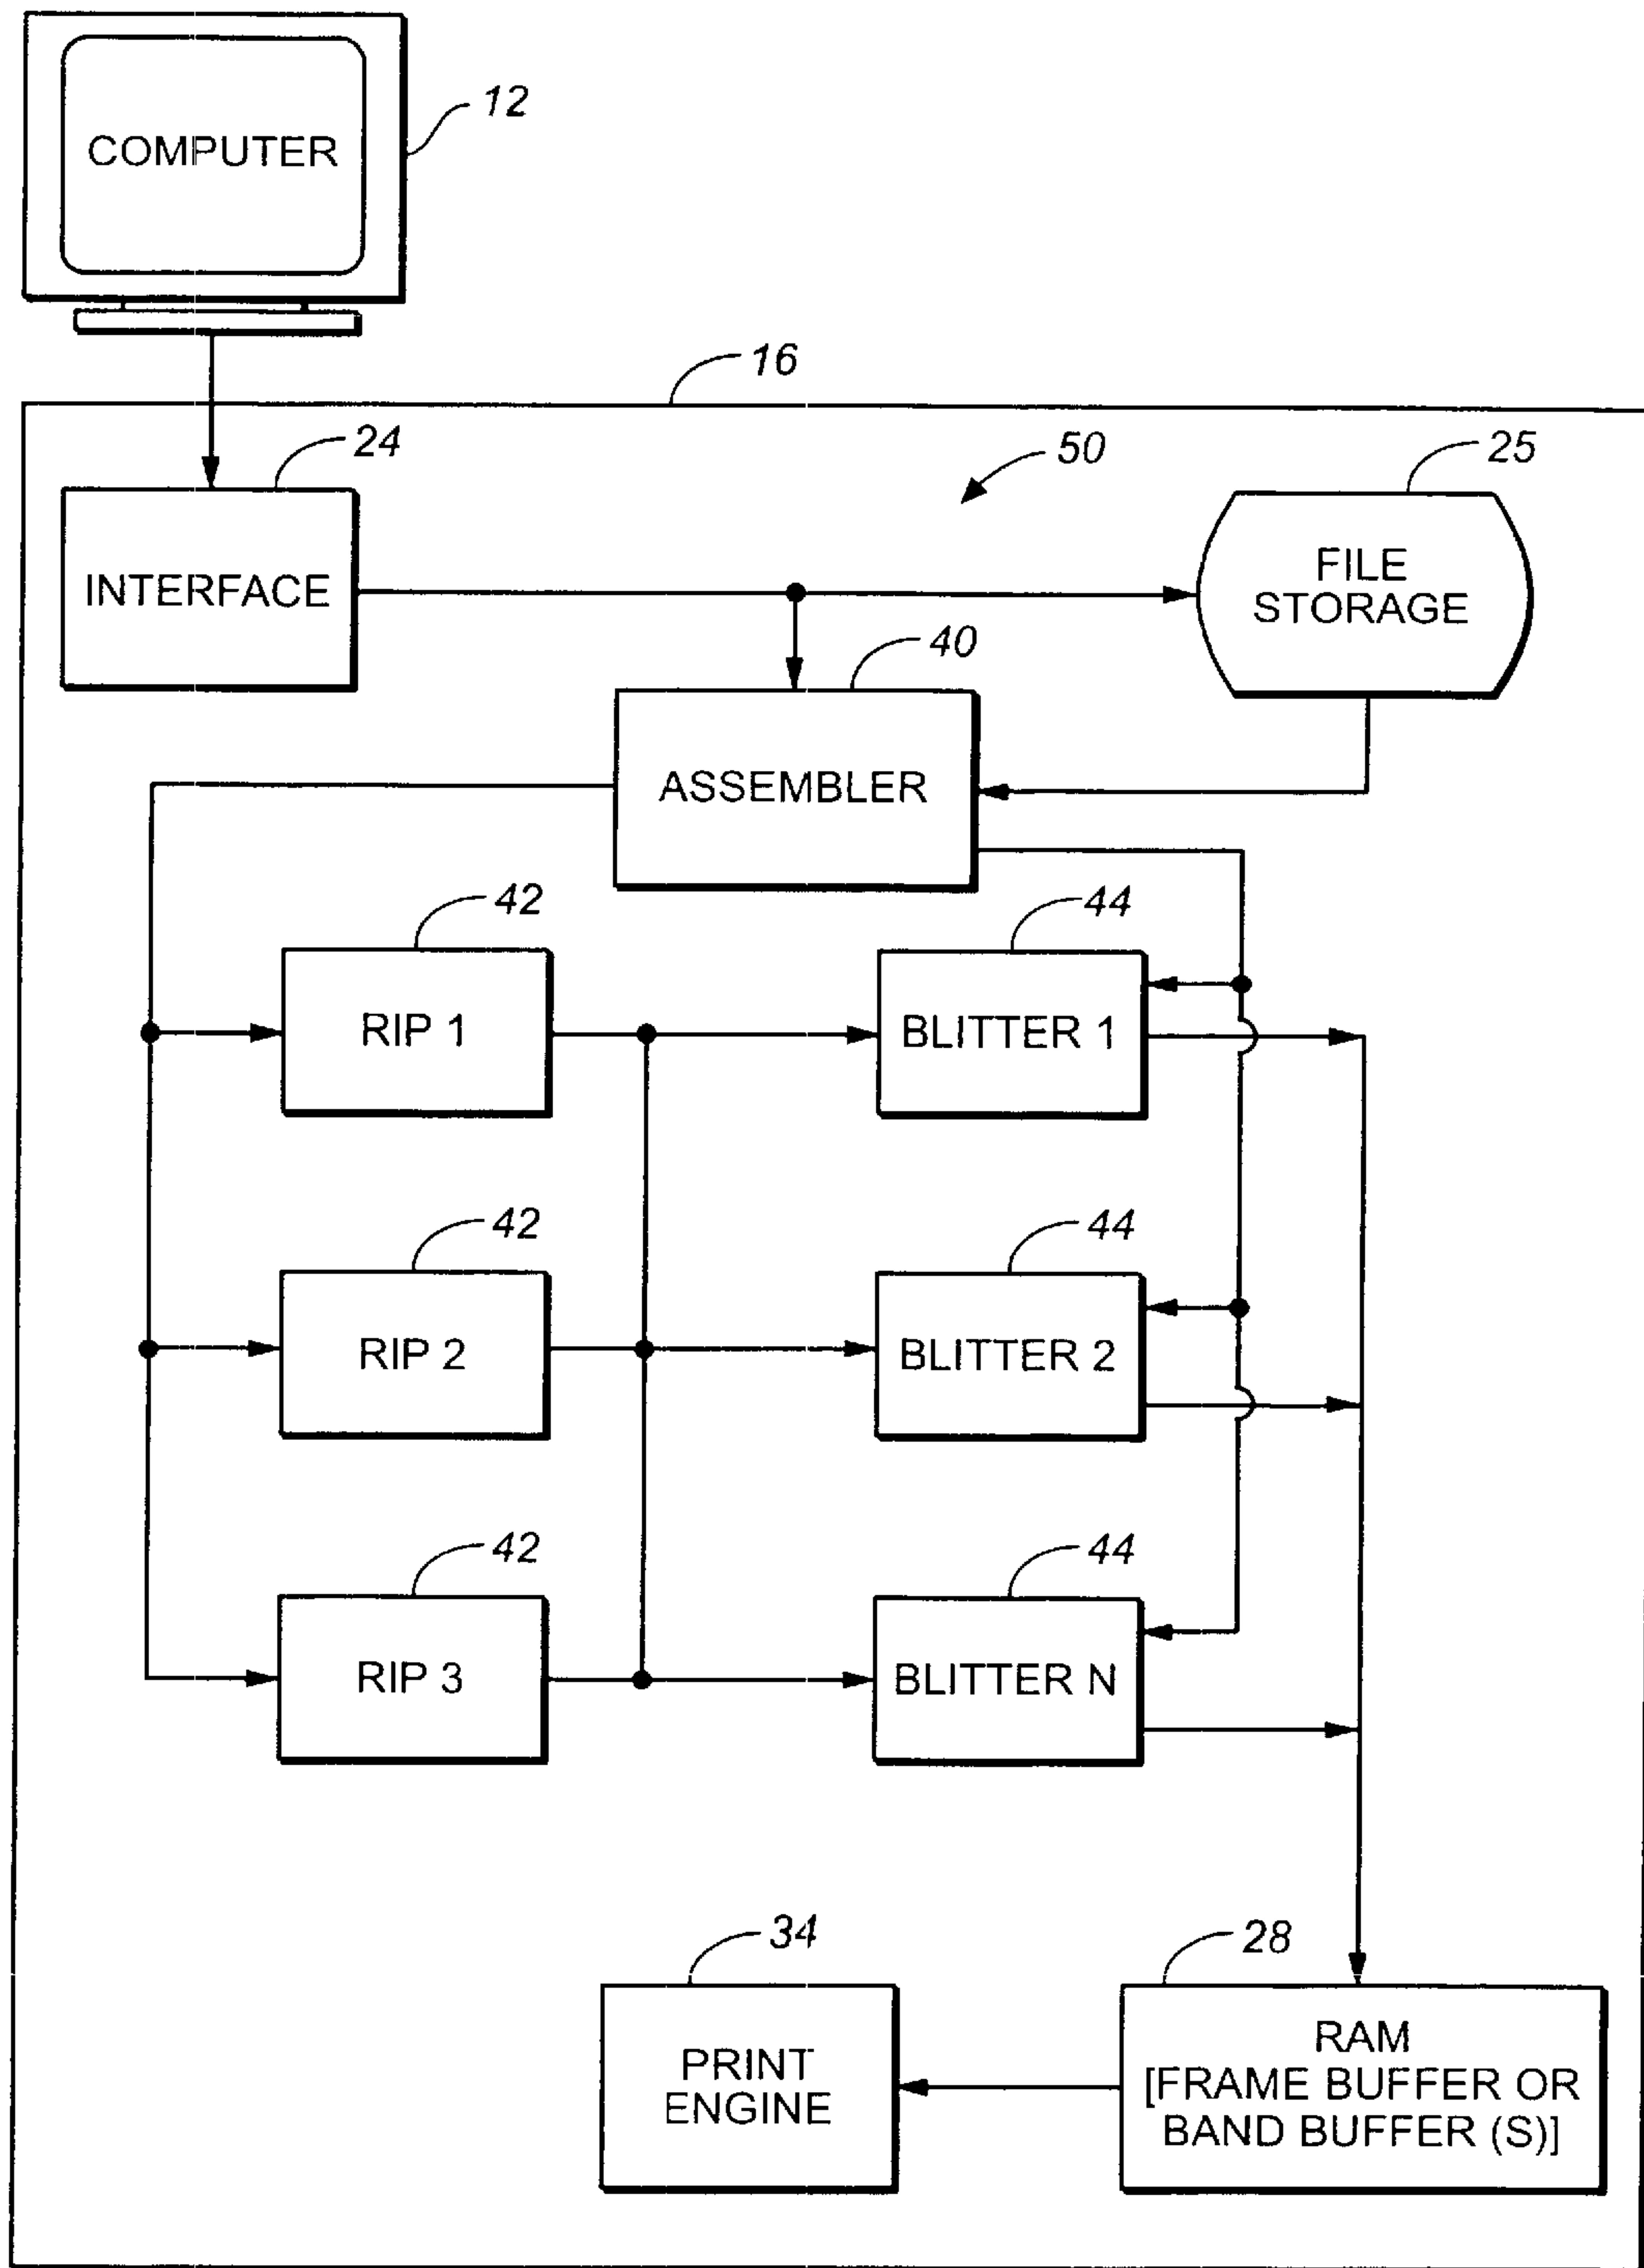 12
COMPUTER
16
24
50
25
INTERFACE
FILE
STORAGE
40
ASSEMBLER
42
44
RIP 1
BLITTER 1
42
44
RIP 2
BLITTER 2
42
44
RIP 3
BLITTER N
34
28
PRINT
ENGINE
RAM
[FRAME BUFFER OR
BAND BUFFER (S)]